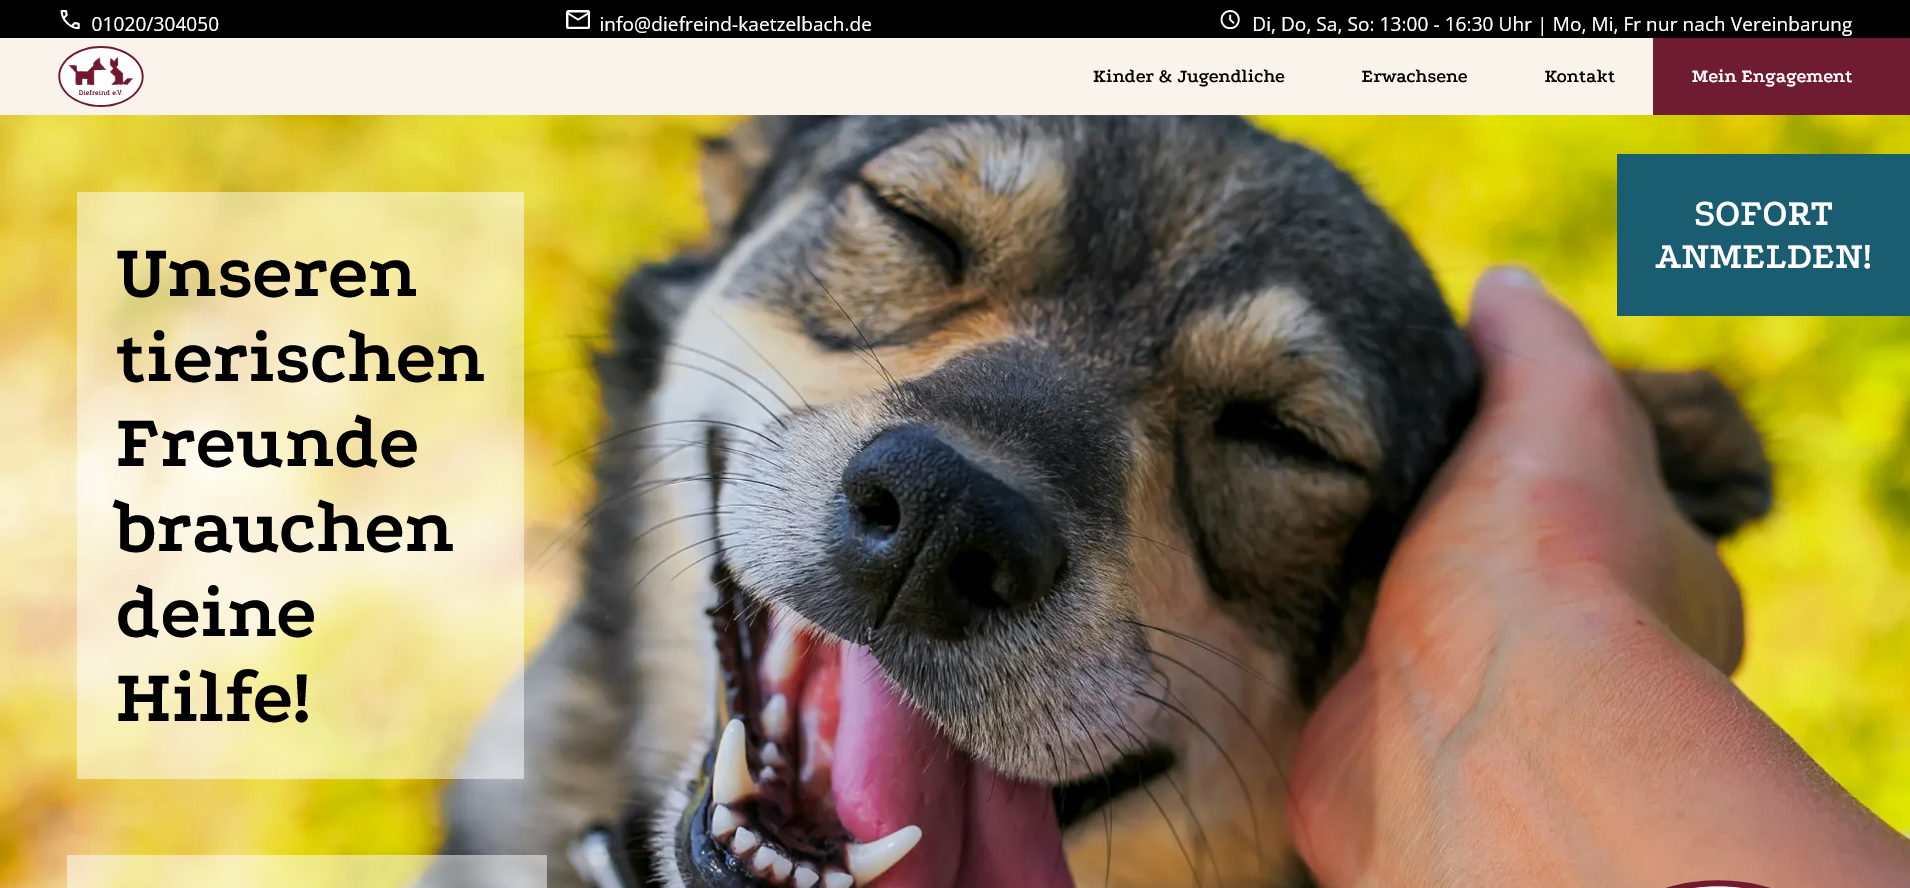 01020/304050
info@diefreind-kaetzelbach.de
Di, Do, Sa, So: 13:00 - 16:30 Uhr | Mo, Mi, Fr nur nach Vereinbarung
Diefreind e.V.
Kinder & Jugendliche
Erwachsene
Kontakt
Mein Engagement
SOFORT
ANMELDEN!
Unseren
tierischen
Freunde
brauchen
deine
Hilfe!